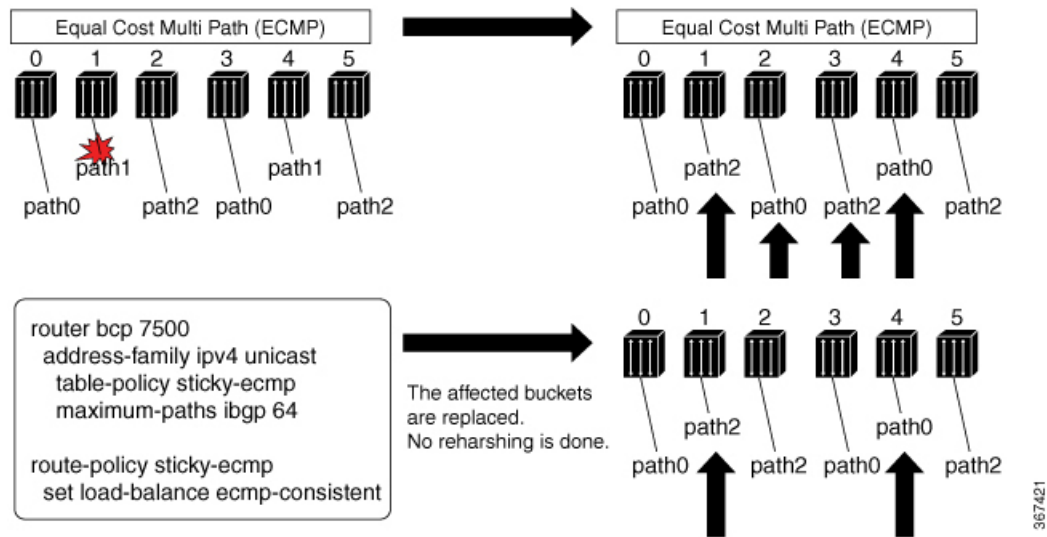 Equal Cost Multi Path (ECMP)
0 1 2 3 4 5
path1 path1
path0 path2 path0 path2
Equal Cost Multi Path (ECMP)
0 1 2 3 4 5
path2 path0
path0 path0 path2 path2
router bcp 7500
address-family ipv4 unicast
table-policy sticky-ecmp
maximum-paths ibgp 64
route-policy sticky-ecmp
set load-balance ecmp-consistent
The affected buckets
are replaced.
No reharshing is done.
0 1 2 3 4 5
path2 path0
path0 path2 path0 path2
367421